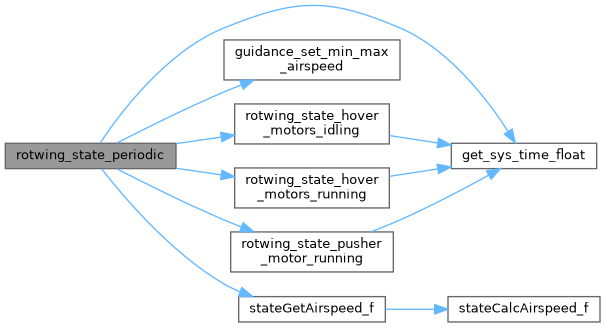 guidance_set_min_max
_airspeed
rotwing_state_hover
_motors_idling
rotwing_state_periodic
get_sys_time_float
rotwing_state_hover
_motors_running
rotwing_state_pusher
_motor_running
stateGetAirspeed_f
stateCalcAirspeed_f